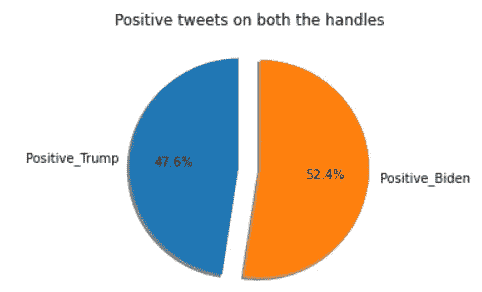 Positive tweets on both the handles
Positive_Trump
47.6%
52.4%
Positive_Biden